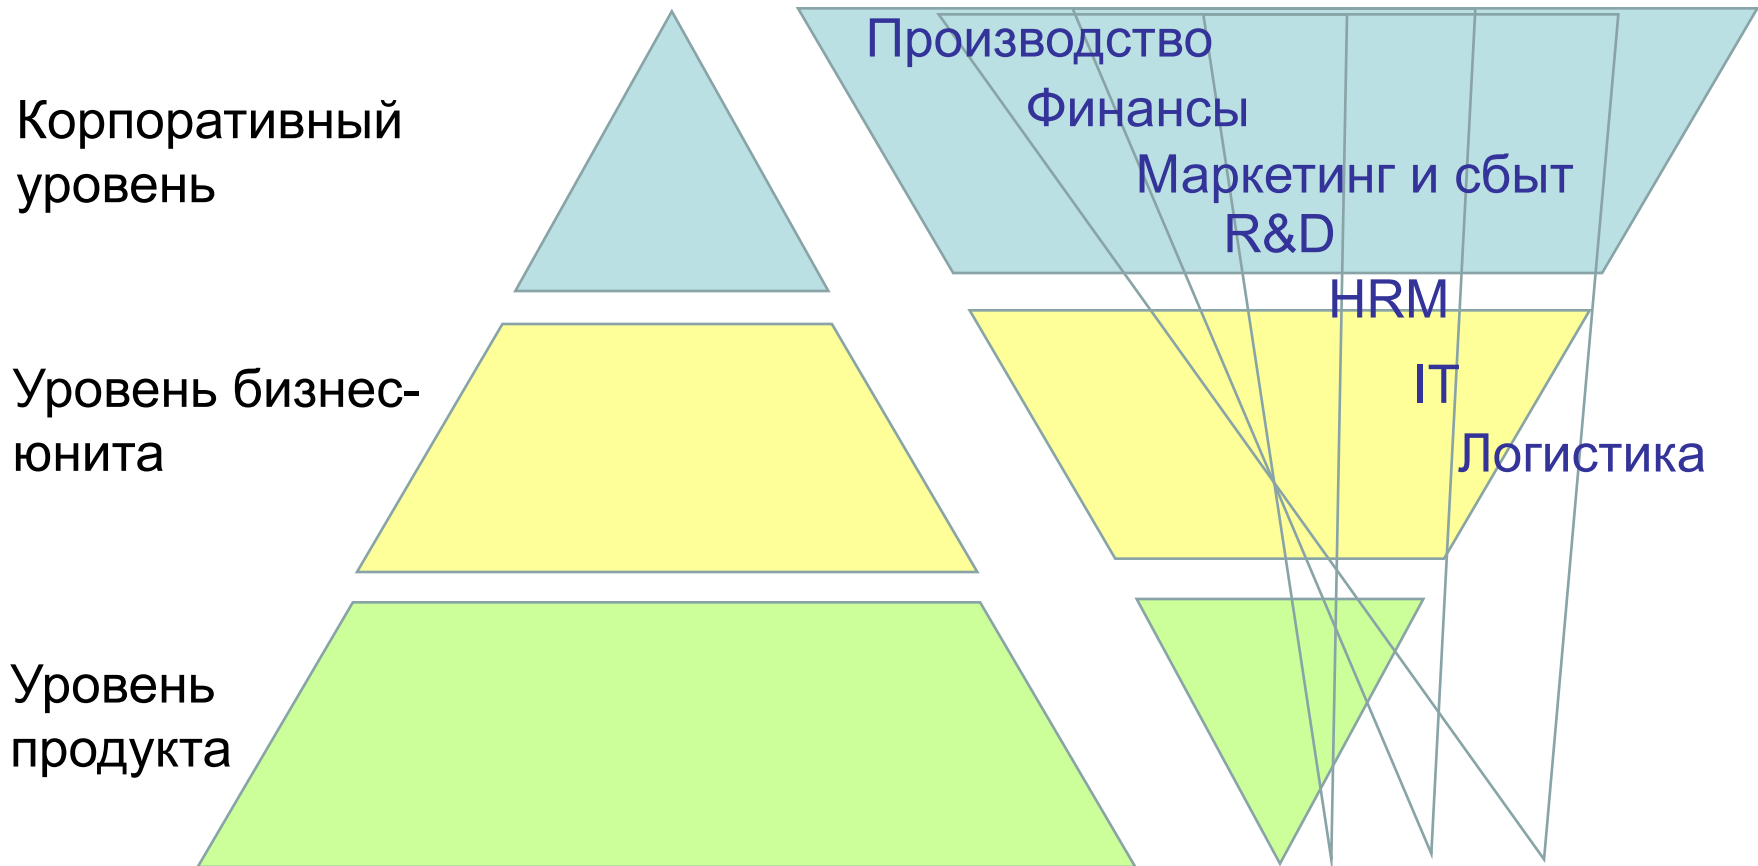 Корпоративный
уровень
Производство
Финансы
Маркетинг и сбыт
R&D
HRM
Уровень бизнес-
юнита
IT
Логистика
Уровень
продукта